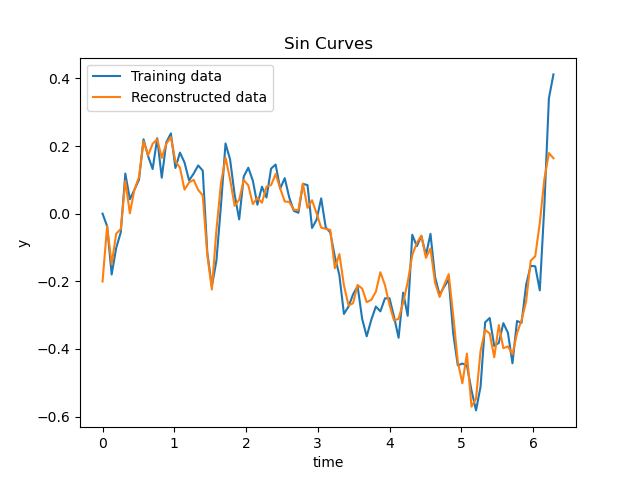 Sin Curves
Training data
Reconstructed data
0.4
0.2
0.0
−0.2
−0.4
−0.6
y
0 1 2 3 4 5 6
time